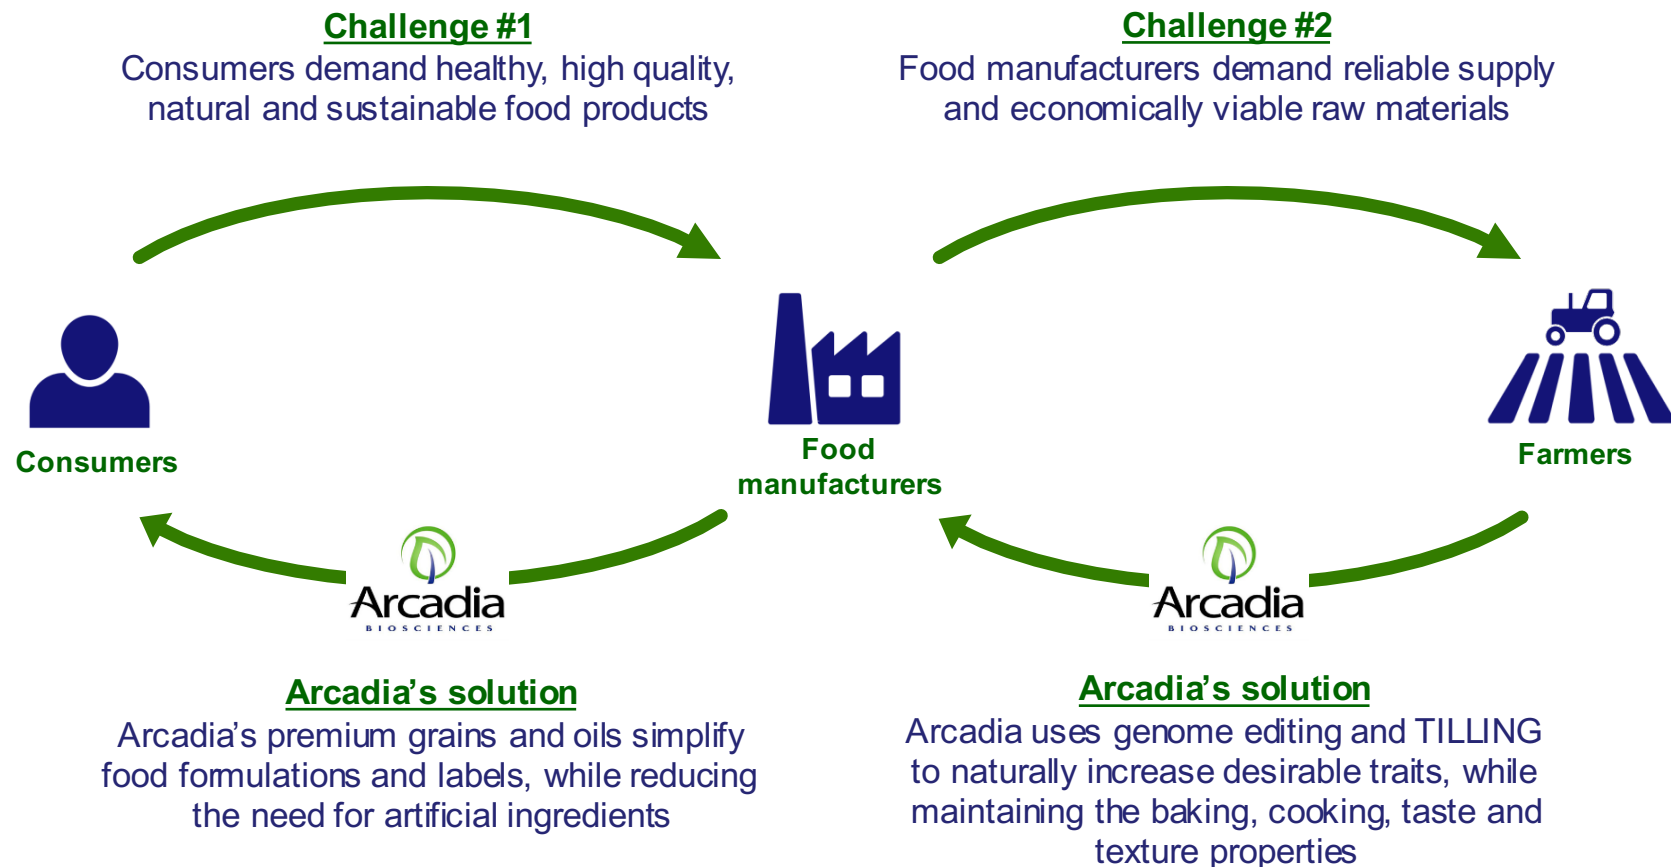 Challenge #1
Consumers demand healthy, high quality,
natural and sustainable food products
Challenge #2
Food manufacturers demand reliable supply
and economically viable raw materials
Consumers
Food
manufacturers
Farmers
Arcadia
BIOSCIENCES
Arcadia
BIOSCIENCES
Arcadia's solution
Arcadia's premium grains and oils simplify
food formulations and labels, while reducing
the need for artificial ingredients
Arcadia's solution
Arcadia uses genome editing and TILLING
to naturally increase desirable traits, while
maintaining the baking, cooking, taste and
texture properties